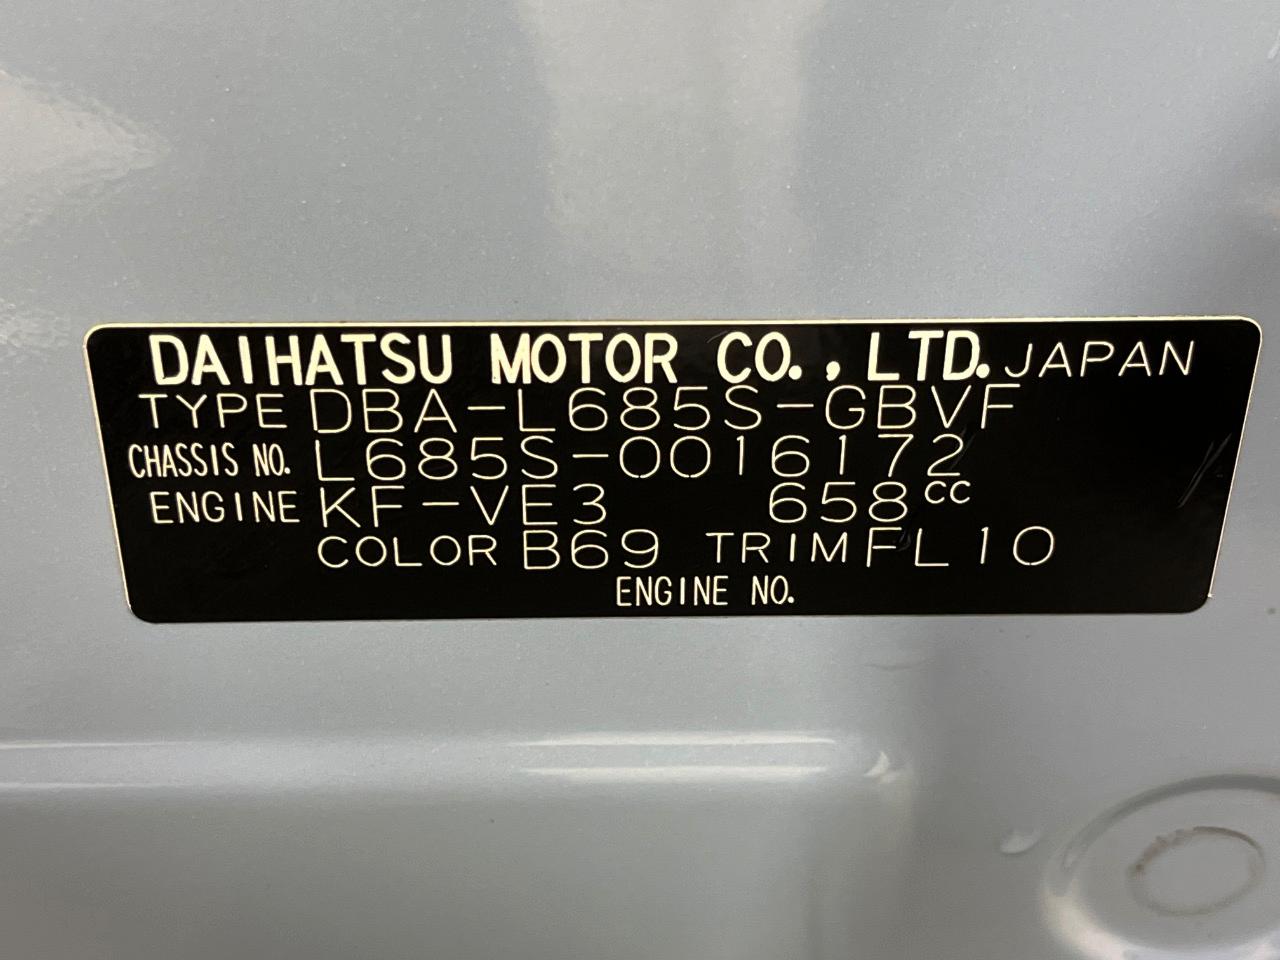 DAIHATSU MOTOR CO., LTD. JAPAN
TYPE DBA-L685S-GBVF
CHASSIS NO. L685S-0016172
ENGINE KF-VE3 658cc
COLOR B69 TRIM FL10
ENGINE NO.